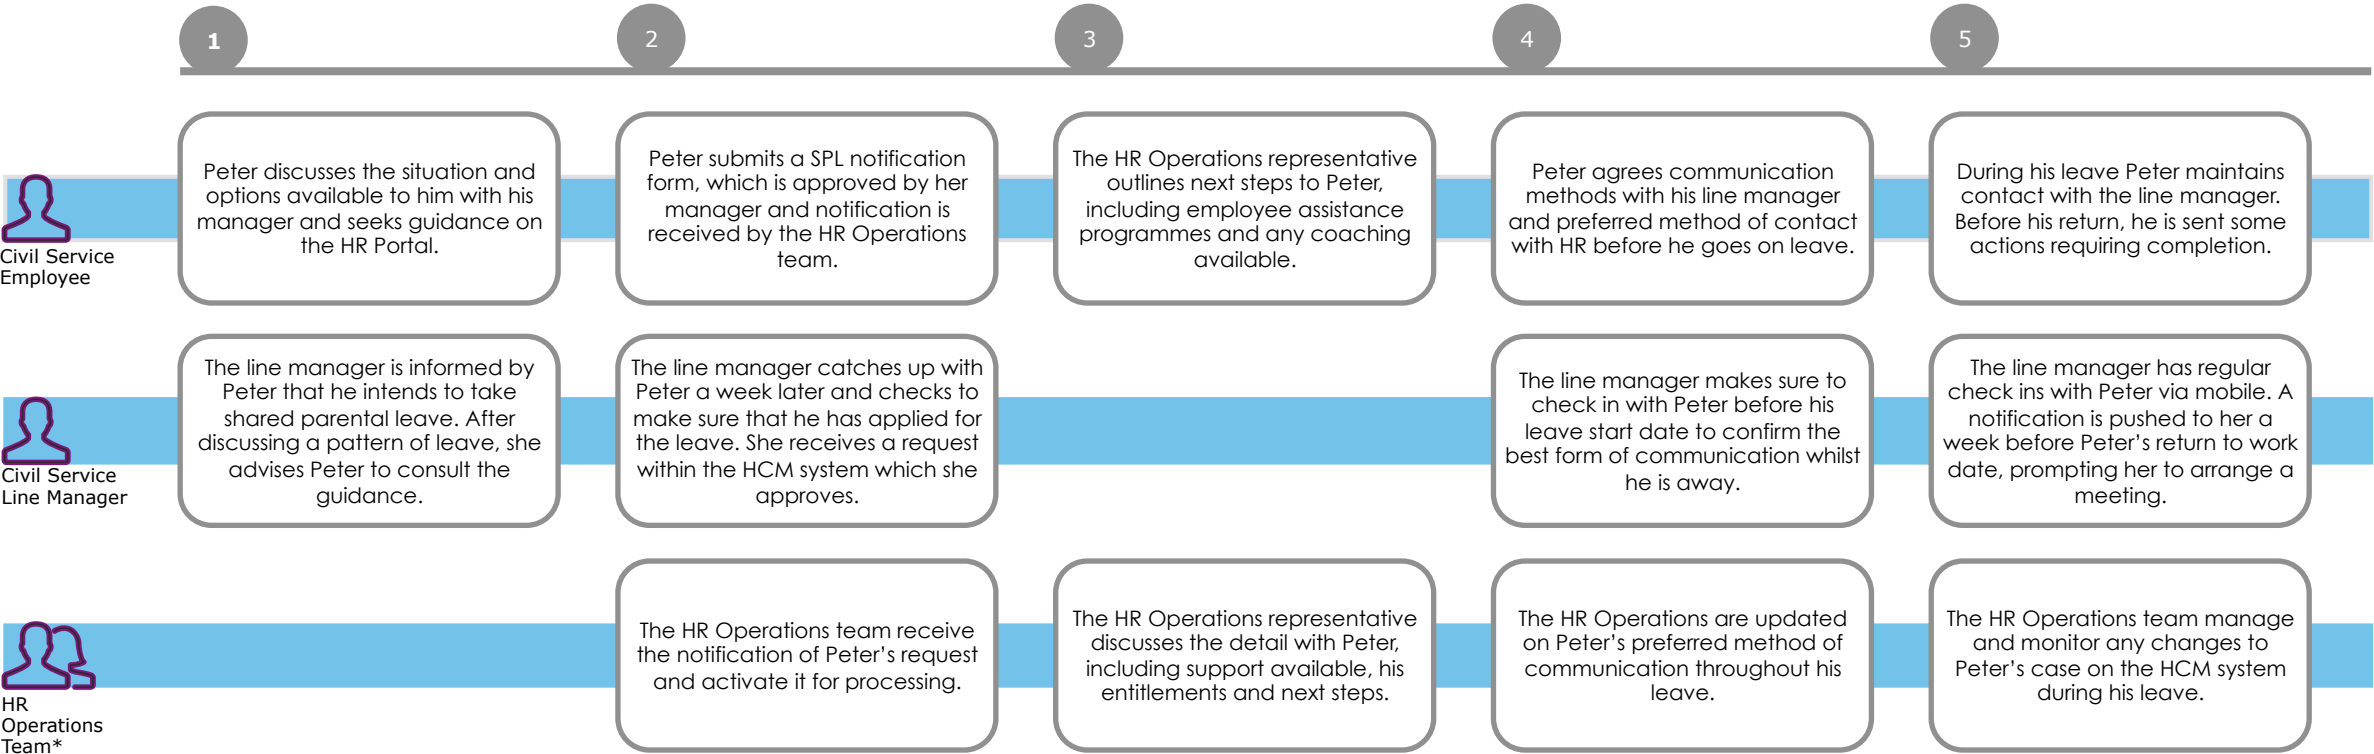 1
2
3
4
5
Civil Service
Employee
Peter discusses the situation and
options available to him with his
manager and seeks guidance on
the HR Portal.
Peter submits a SPL notification
form, which is approved by her
manager and notification is
received by the HR Operations
team.
The HR Operations representative
outlines next steps to Peter,
including employee assistance
programmes and any coaching
available.
Peter agrees communication
methods with his line manager
and preferred method of contact
with HR before he goes on leave.
During his leave Peter maintains
contact with the line manager.
Before his return, he is sent some
actions requiring completion.
Civil Service
Line Manager
The line manager is informed by
Peter that he intends to take
shared parental leave. After
discussing a pattern of leave, she
advises Peter to consult the
guidance.
The line manager catches up with
Peter a week later and checks to
make sure that he has applied for
the leave. She receives a request
within the HCM system which she
approves.
The line manager makes sure to
check in with Peter before his
leave start date to confirm the
best form of communication whilst
he is away.
The line manager has regular
check ins with Peter via mobile. A
notification is pushed to her a
week before Peter’s return to work
date, prompting her to arrange a
meeting.
HR
Operations
Team*
The HR Operations team receive
the notification of Peter’s request
and activate it for processing.
The HR Operations representative
discusses the detail with Peter,
including support available, his
entitlements and next steps.
The HR Operations are updated
on Peter’s preferred method of
communication throughout his
leave.
The HR Operations team manage
and monitor any changes to
Peter’s case on the HCM system
during his leave.